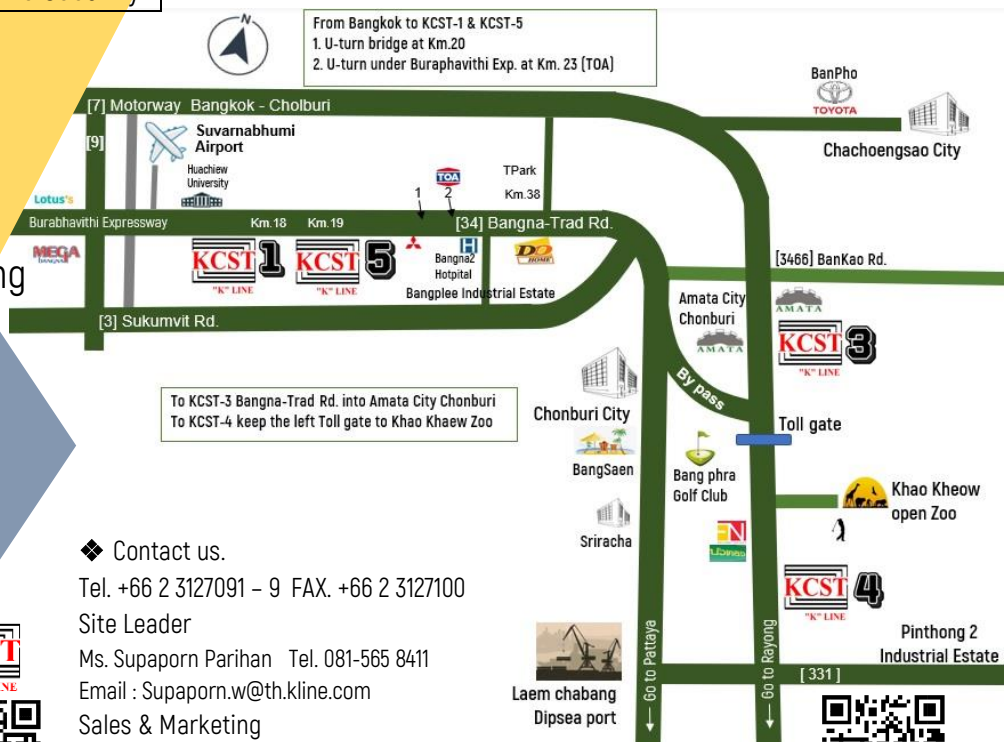 From Bangkok to KCST-1 & KCST-5
1. U-turn bridge at Km.20
2. U-turn under Buraphavithi Exp. at Km. 23 (TOA)
BanPho
TOYOTA
Chachoengsao City
[7] Motorway Bangkok - Cholburi
[9]
Suvarnabhumi
Airport
Huachiew
University
TOA
1
2
TPark
Km.38
Lotus's
Burabhavithi Expressway
Km.18
Km.19
[34] Bangna-Trad Rd.
MEGA
BANGNA
ng
KCST 1
"K" LINE
KCST 5
"K" LINE
H
Bangna2
Hotpital
DO
HOME
Bangplee Industrial Estate
[3] Sukumvit Rd.
[3466] BanKao Rd.
Amata City
Chonburi
AMATA
AMATA
KCST 3
"K" LINE
By pass
Toll gate
To KCST-3 Bangna-Trad Rd. into Amata City Chonburi
To KCST-4 keep the left Toll gate to Khao Khaew Zoo
Chonburi City
BangSaen
Bang phra
Golf Club
Khao Kheow
open Zoo
Sriracha
KCST 4
"K" LINE
Pinthong 2
Industrial Estate
[ 331 ]
Laem chabang
Dipsea port
Go to Pattaya
Go to Rayong
❖ Contact us.
Tel. +66 2 3127091 – 9 FAX. +66 2 3127100
Site Leader
Ms. Supaporn Parihan Tel. 081-565 8411
Email : Supaporn.w@th.kline.com
Sales & Marketing